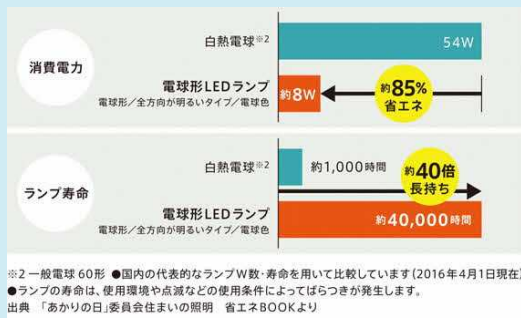 消費電力
白熱電球※2
54W
電球形LEDランプ
電球形／全方向が明るいタイプ／電球色
約8W
約85%
省エネ
ランプ寿命
白熱電球※2
約1,000時間
約40倍
長持ち
電球形LEDランプ
電球形／全方向が明るいタイプ／電球色
約40,000時間
※2 一般電球 60形 ●国内の代表的なランプW数・寿命を用いて比較しています(2016年4月1日現在)
●ランプの寿命は、使用環境や点滅などの使用条件によってばらつきが発生します。
出典 「あかりの日」委員会住まいの照明 省エネBOOKより